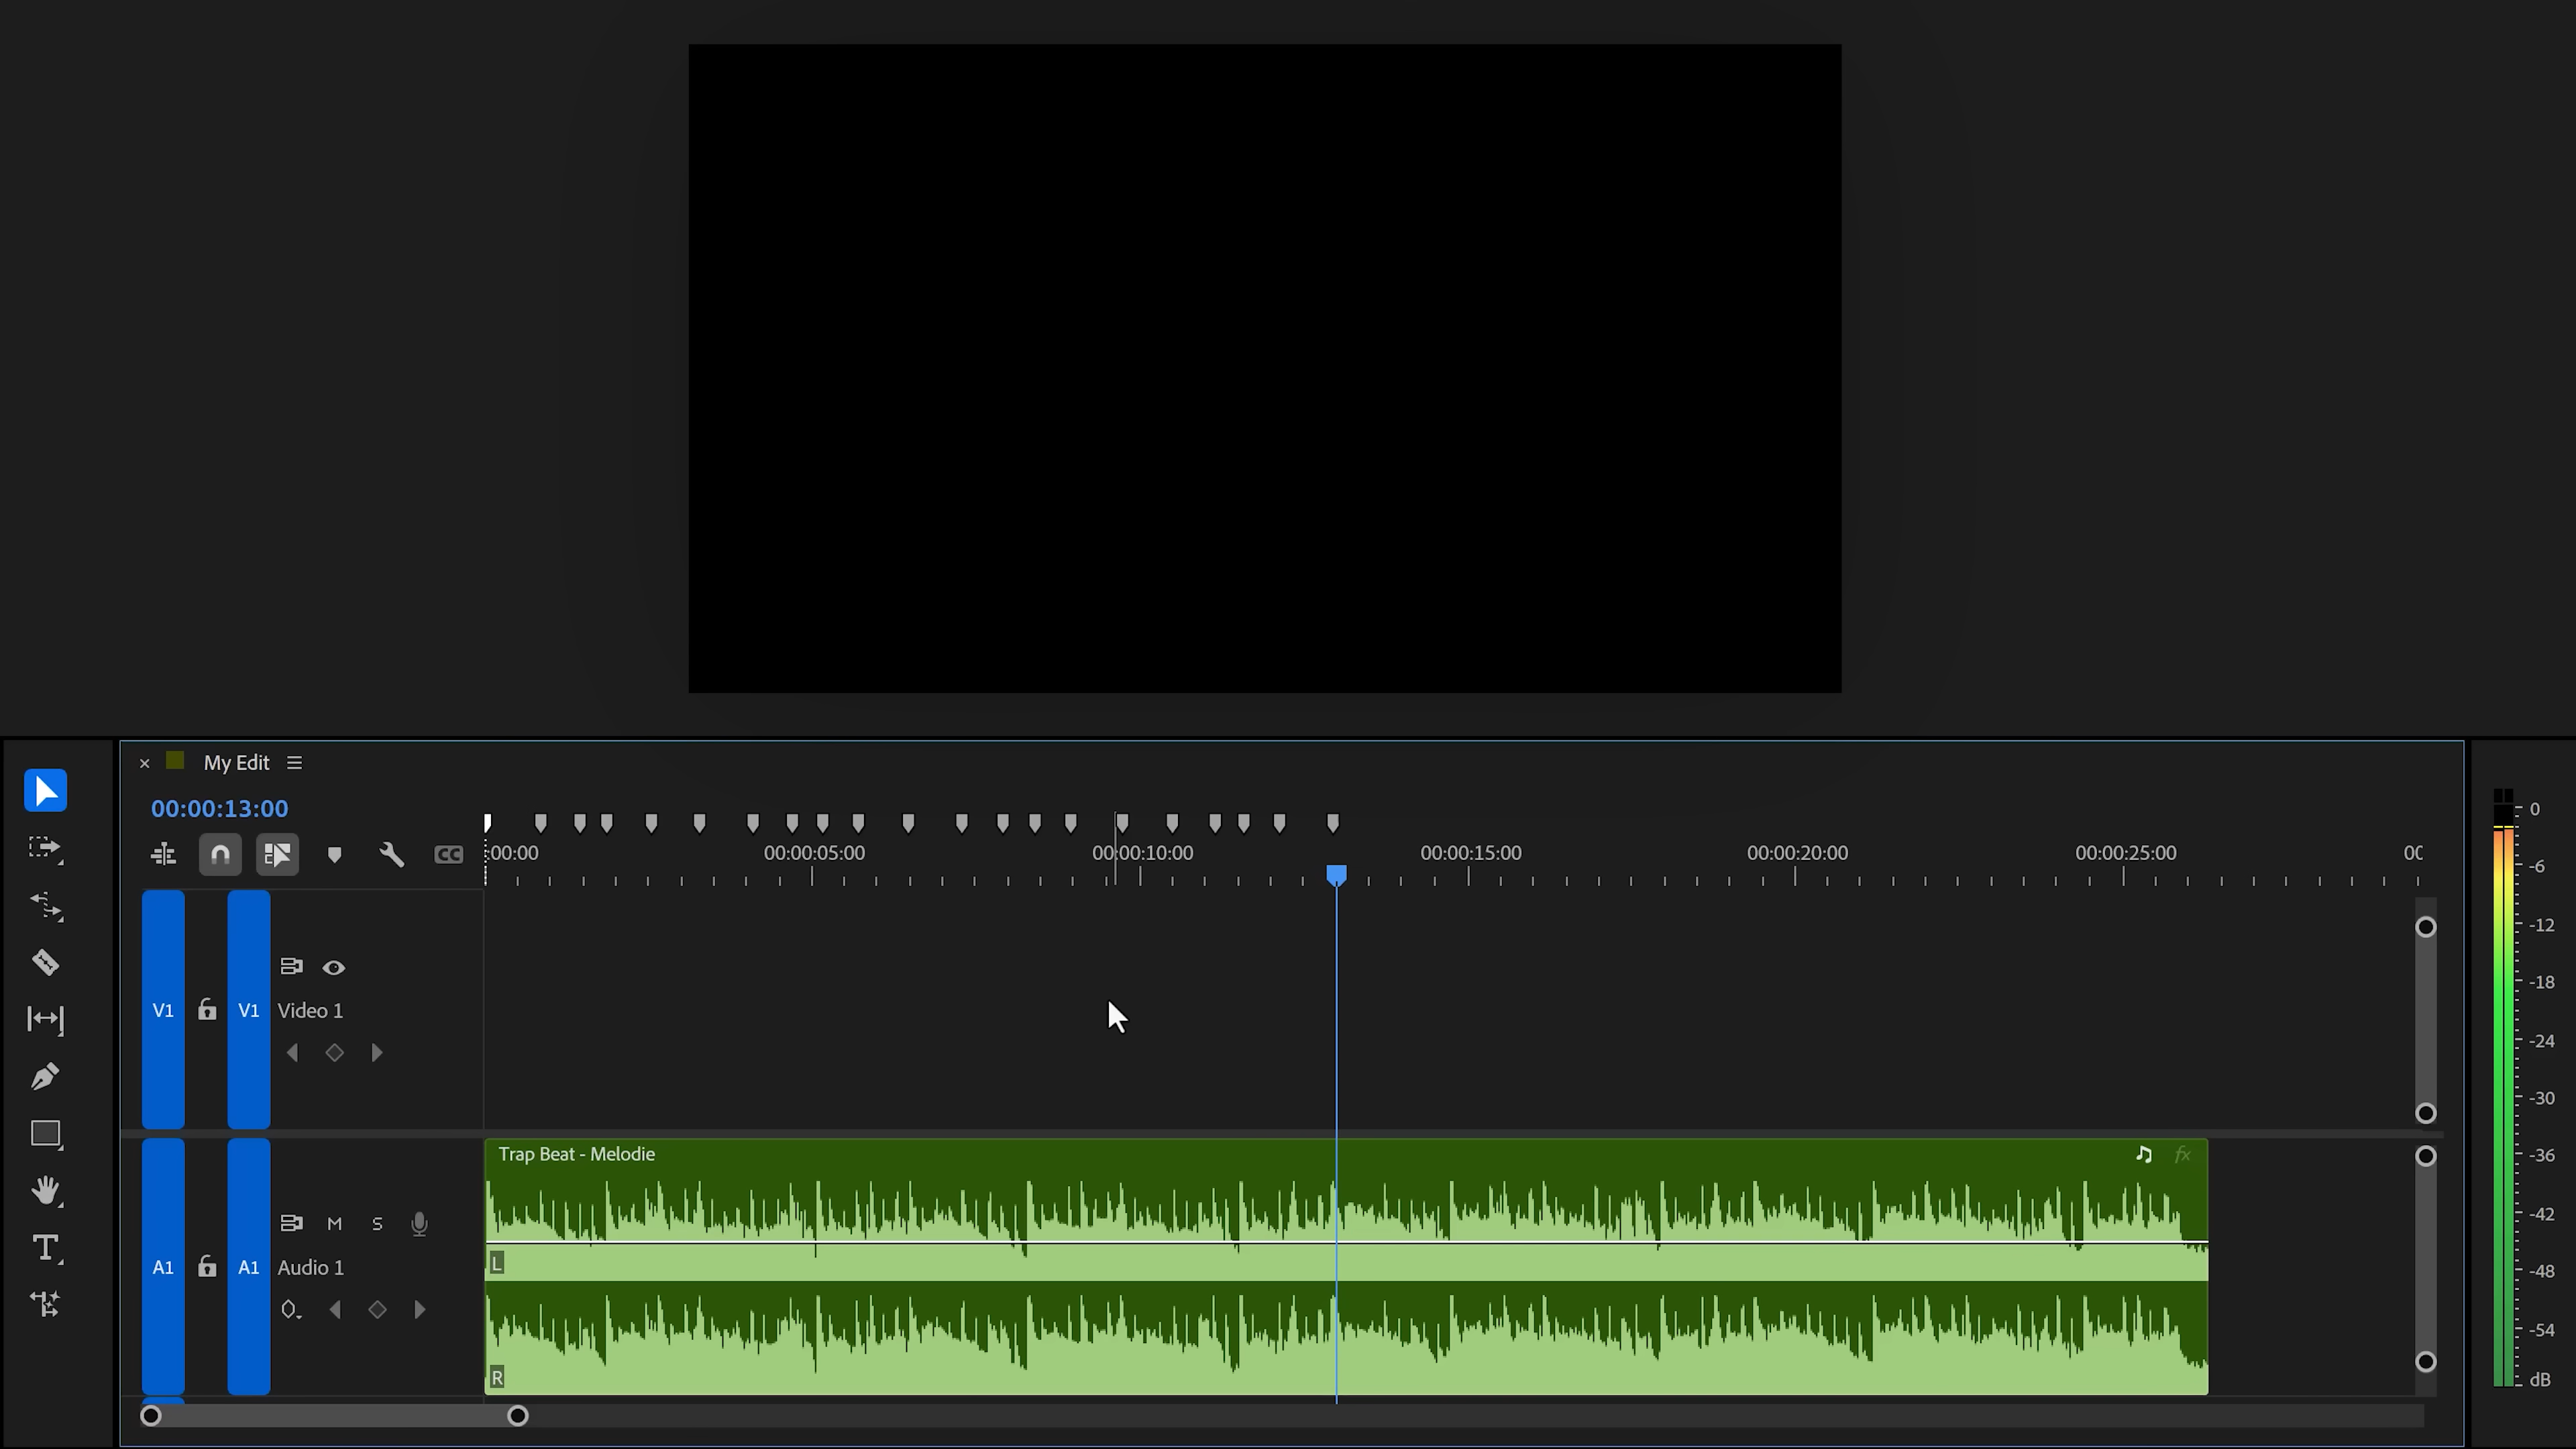 × My Edit
00:00:13:00
CC :00:00 00:00:05:00 00:00:10:00 00:00:15:00 00:00:20:00 00:00:25:00 00
V1 V1 Video 1
Trap Beat - Melodie fx
M S
A1 A1 Audio 1
L
R
T
0
-6
-12
-18
-24
-30
-36
-42
-48
-54
dB